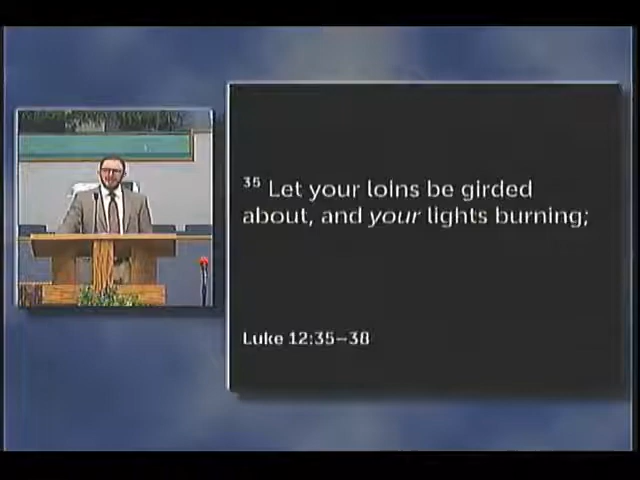 35 Let your loins be girded
about, and your lights burning;
Luke 12:35–38